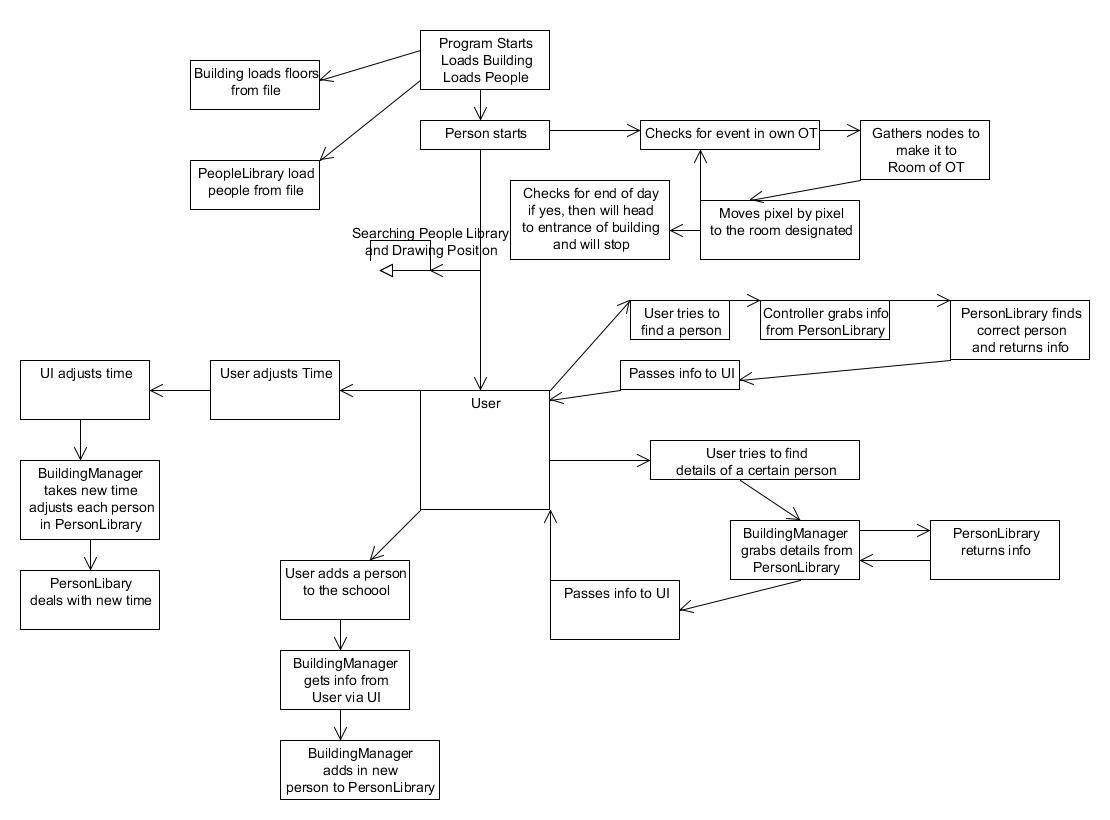 Program Starts
Loads Building
Loads People
Building loads floors
from file
PeopleLibrary load
people from file
Person starts
Checks for event in own OT
Gathers nodes to
make it to
Room of OT
Checks for end of day
if yes, then will head
to entrance of building
and will stop
Moves pixel by pixel
to the room designated
Searching People Library
and Drawing Position
User tries to
find a person
Controller grabs info
from PersonLibrary
PersonLibrary finds
correct person
and returns info
Passes info to UI
UI adjusts time
User adjusts Time
User
User tries to find
details of a certain person
BuildingManager
takes new time
adjusts each person
in PersonLibrary
BuildingManager
grabs details from
PersonLibrary
PersonLibrary
returns info
PersonLibary
deals with new time
User adds a person
to the schoool
Passes info to UI
BuildingManager
gets info from
User via UI
BuildingManager
adds in new
person to PersonLibrary